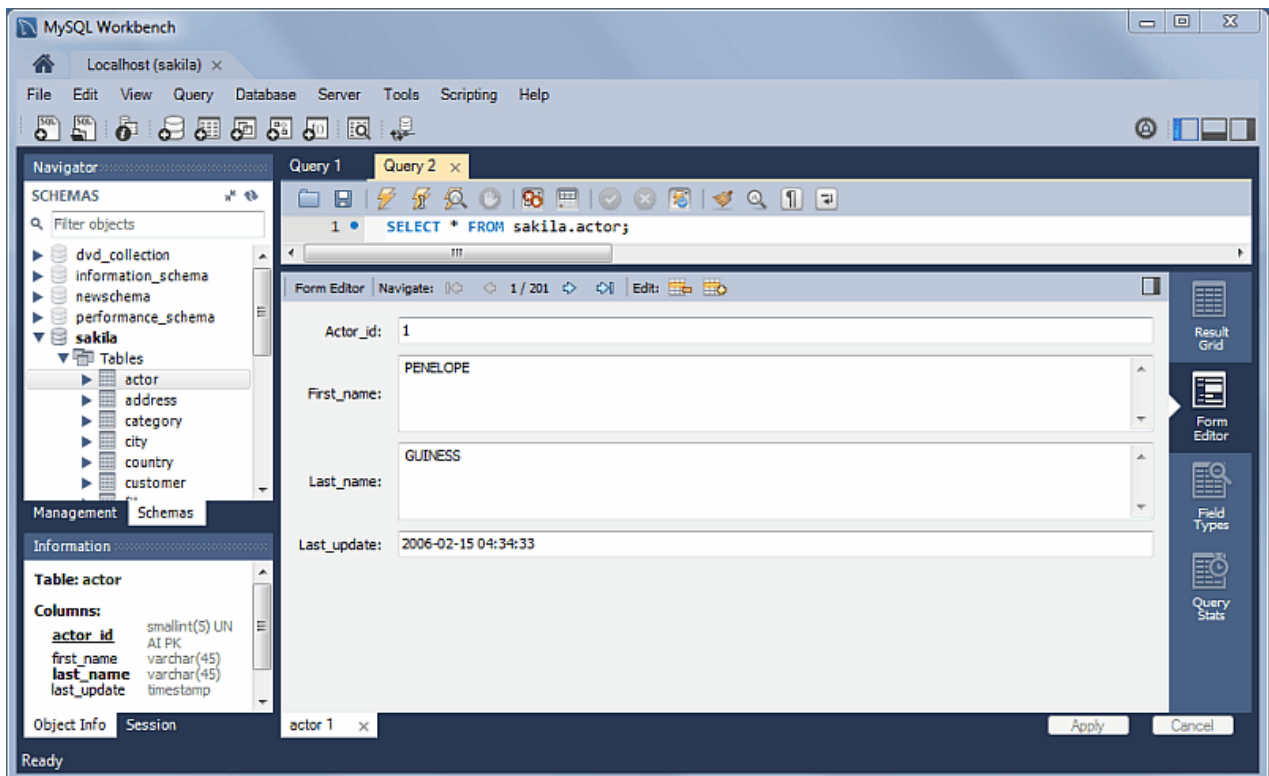 MySQL Workbench
Localhost (sakila)
File Edit View Query Database Server Tools Scripting Help
Navigator
SCHEMAS
Filter objects
dvd_collection
information_schema
newschema
performance_schema
sakila
Tables
actor
address
category
city
country
customer
Management Schemas
Information
Table: actor
Columns:
actor_id smallint(5) UN AI PK
first_name varchar(45)
last_name varchar(45)
last_update timestamp
Object Info Session
Query 1 Query 2
1 SELECT * FROM sakila.actor;
Form Editor Navigate: 1 / 201 Edit:
Actor_id: 1
First_name: PENELOPE
Last_name: GUINESS
Last_update: 2006-02-15 04:34:33
Result Grid
Form Editor
Field Types
Query Stats
actor 1
Apply Cancel
Ready